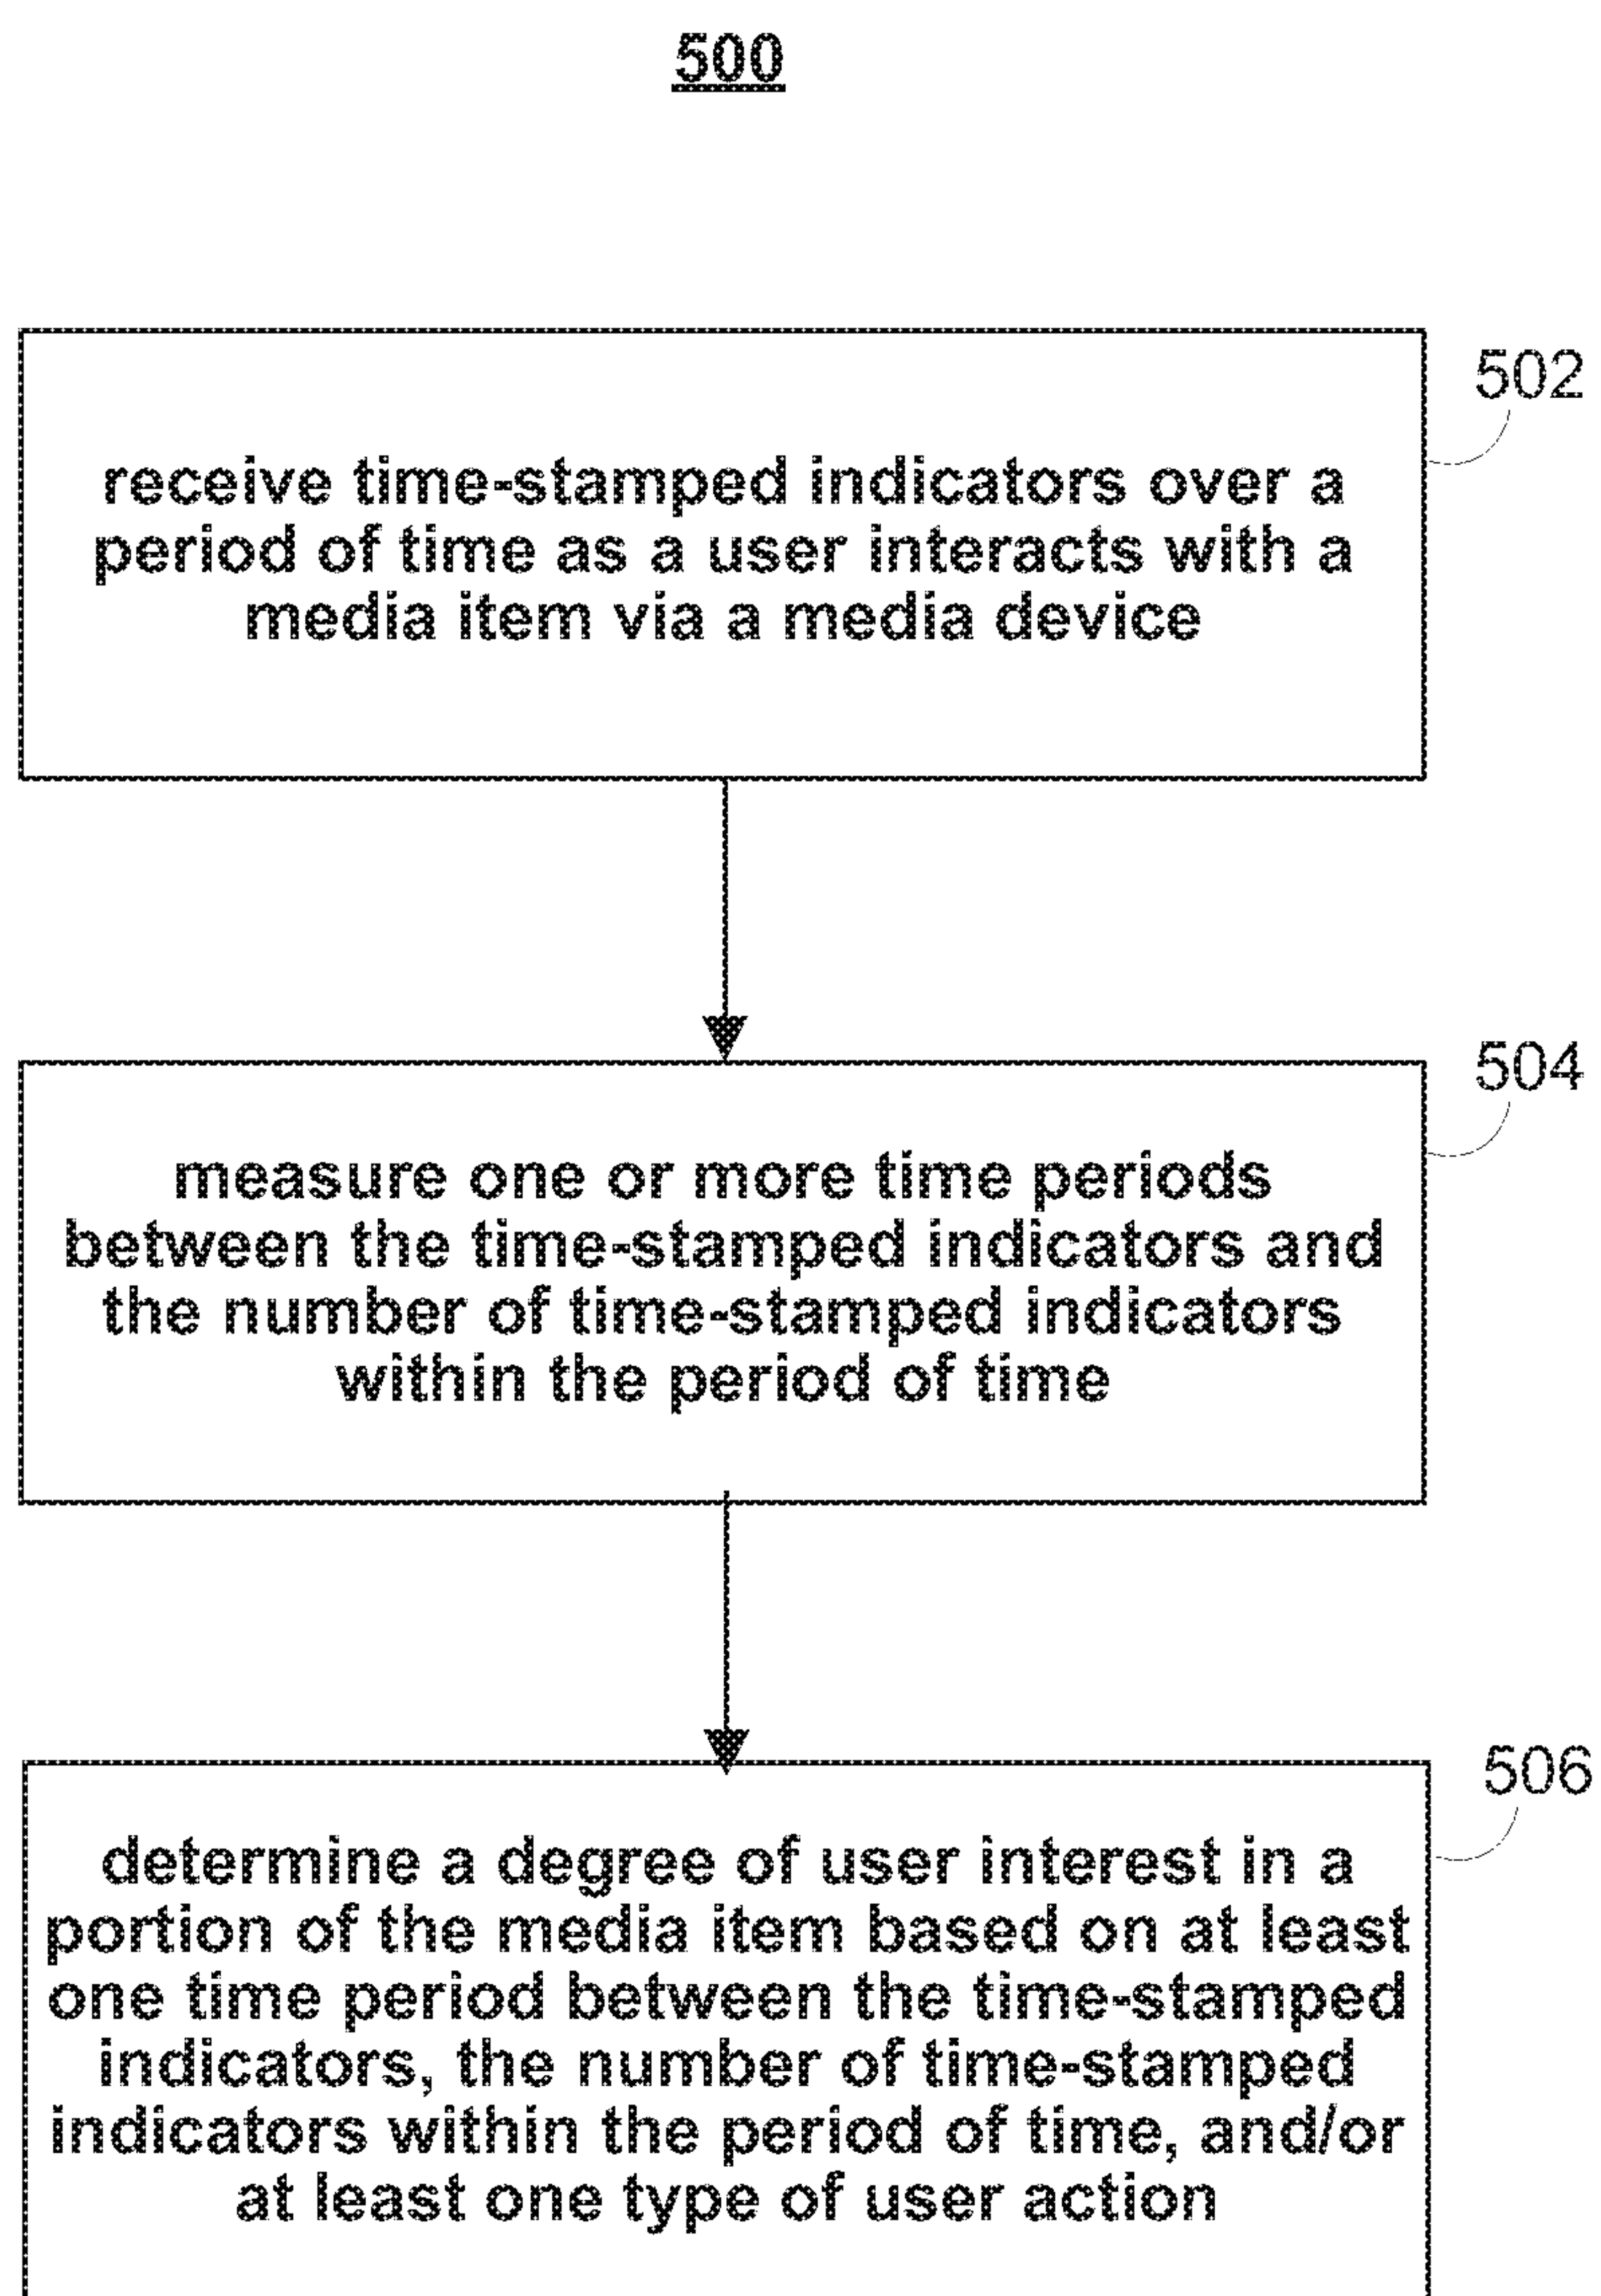 500
502
receive time-stamped indicators over a
period of time as a user interacts with a
media item via a media device
504
measure one or more time periods
between the time-stamped indicators and
the number of time-stamped indicators
within the period of time
506
determine a degree of user interest in a
portion of the media item based on at least
one time period between the time-stamped
indicators, the number of time-stamped
indicators within the period of time, and/or
at least one type of user action